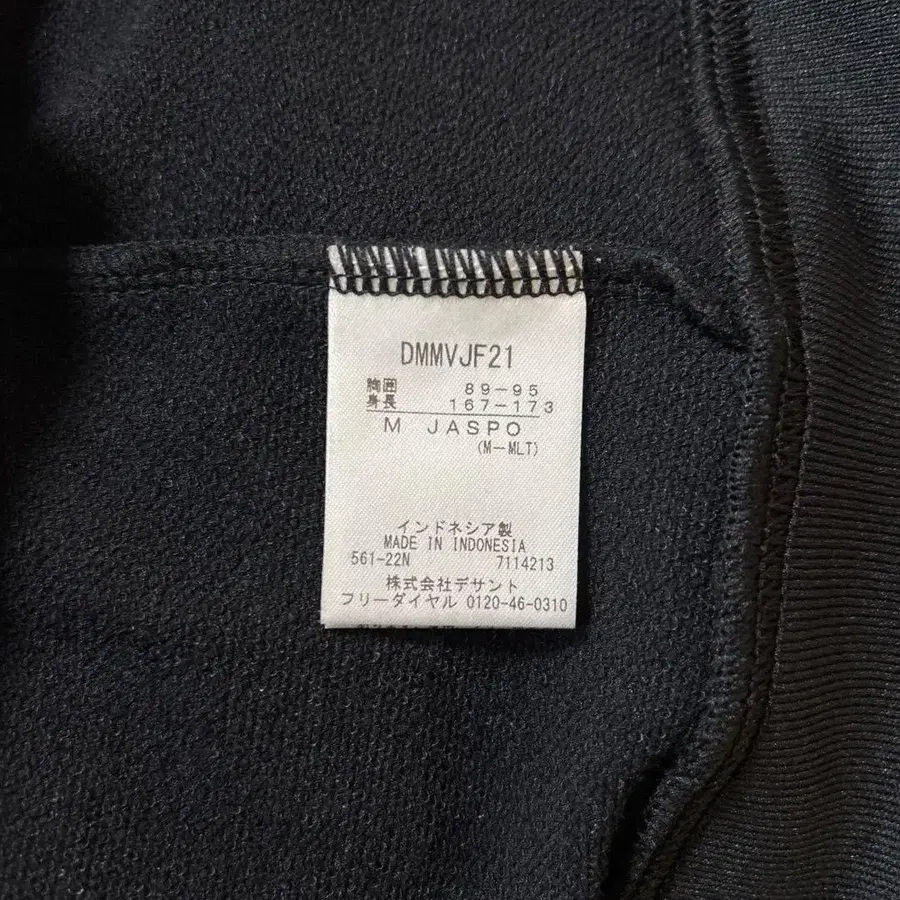 DMMVJF21
胸囲 89-95
身長 167-173
M JASPO
(M-MLT)
インドネシア製
MADE IN INDONESIA
561-22N 7114213
株式会社デサント
フリーダイヤル 0120-46-0310